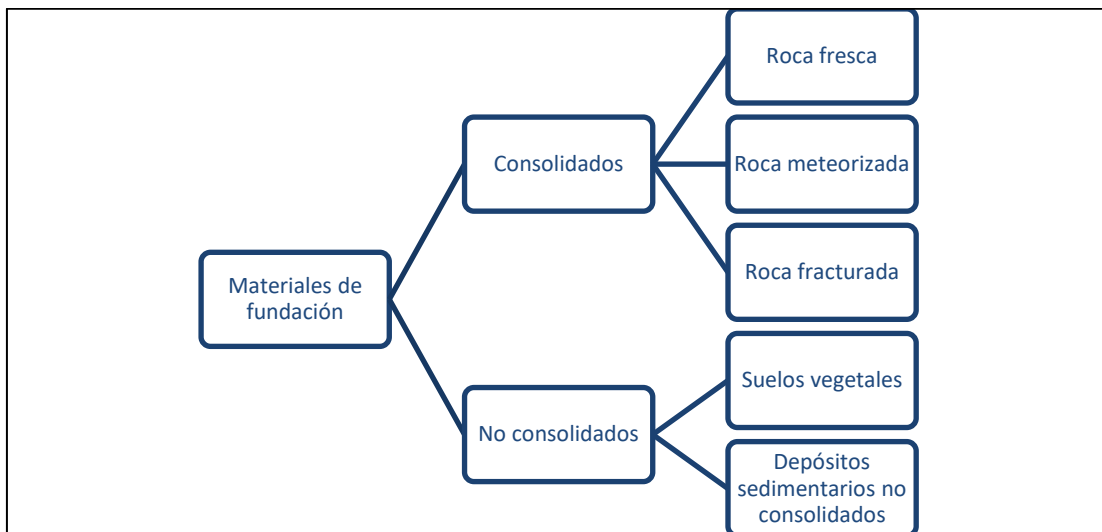 Materiales de
fundación
Consolidados
Roca fresca
Roca meteorizada
Roca fracturada
No consolidados
Suelos vegetales
Depósitos
sedimentarios no
consolidados